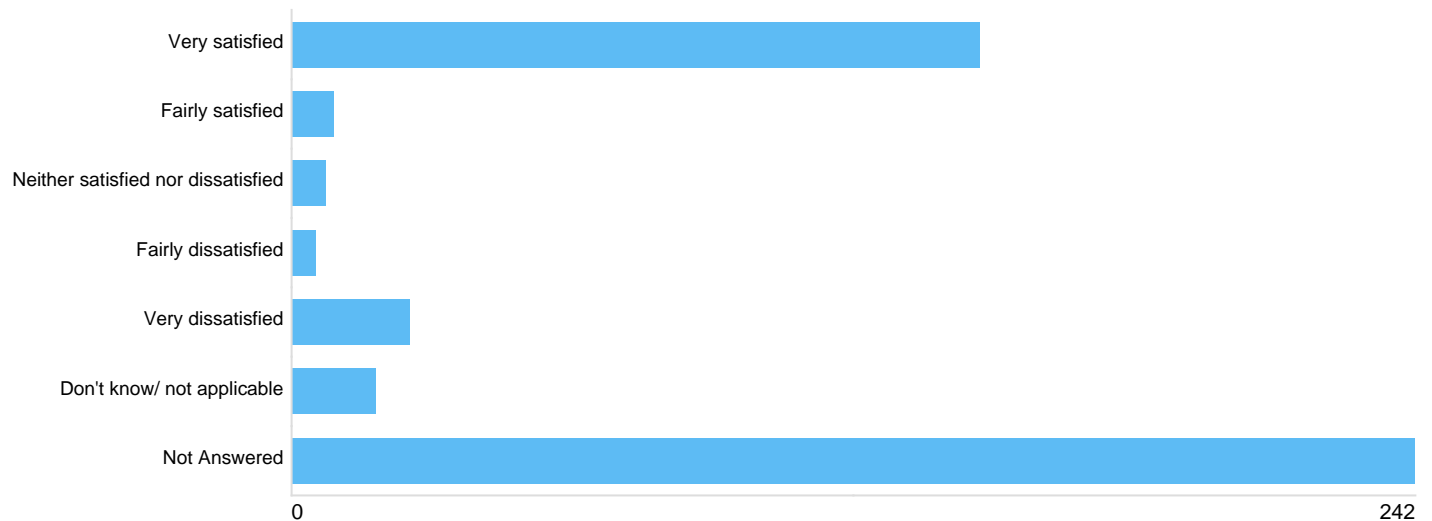 Very satisfied
Fairly satisfied
Neither satisfied nor dissatisfied
Fairly dissatisfied
Very dissatisfied
Don't know/ not applicable
Not Answered
0 242